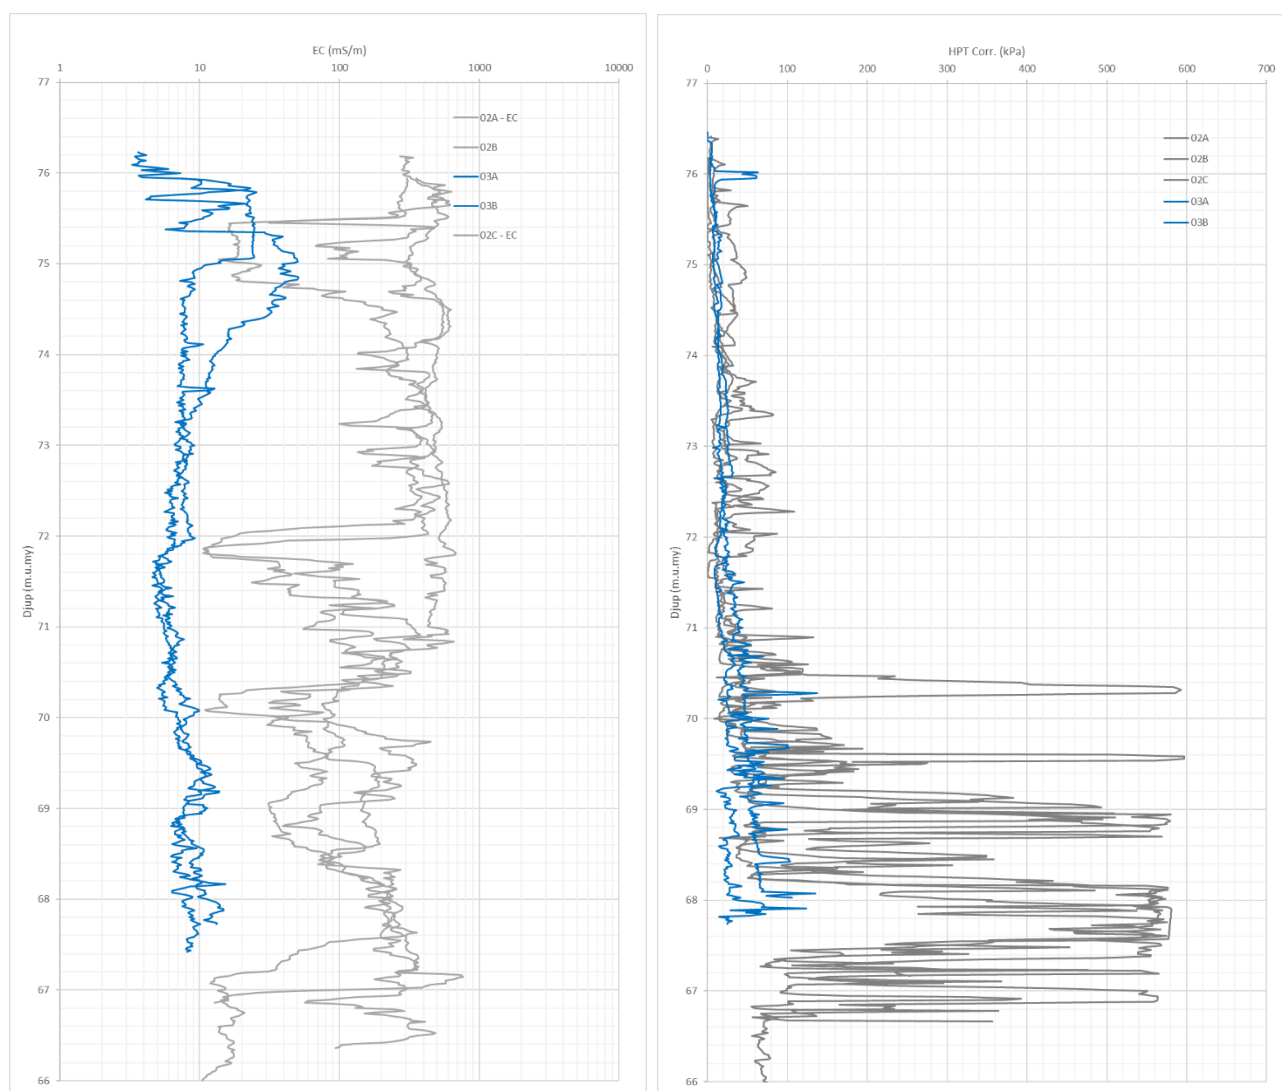 EC (mS/m)
1 10 100 1000 10000
77
76
75
74
73
72
71
70
69
68
67
66
Djup (m.u.my)
02A - EC
02B
03A
03B
02C - EC
HPT Corr. (kPa)
0 100 200 300 400 500 600 700
77
76
75
74
73
72
71
70
69
68
67
66
Djup (m.u.my)
02A
02B
02C
03A
03B